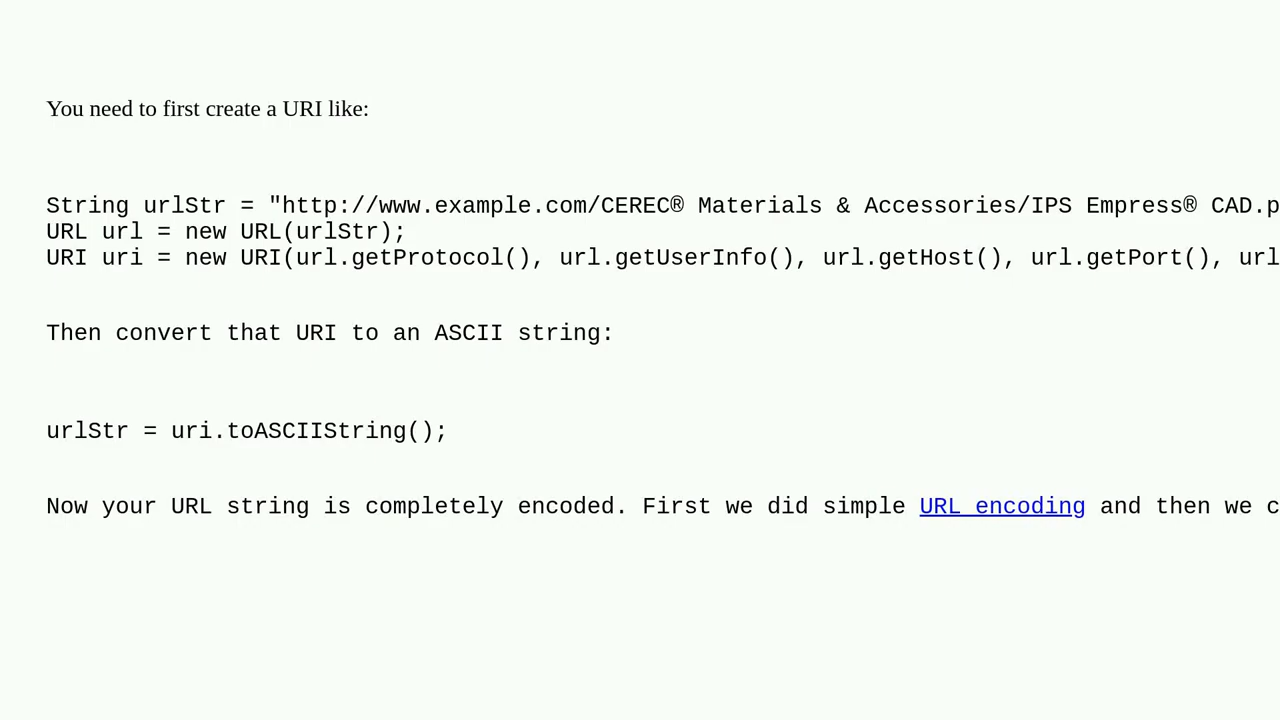 You need to first create a URI like:
String urlStr = "http://www.example.com/CEREC® Materials & Accessories/IPS Empress® CAD.p
URL url = new URL(urlStr);
URI uri = new URI(url.getProtocol(), url.getUserInfo(), url.getHost(), url.getPort(), url
Then convert that URI to an ASCII string:
urlStr = uri.toASCIIString();
Now your URL string is completely encoded. First we did simple URL encoding and then we c